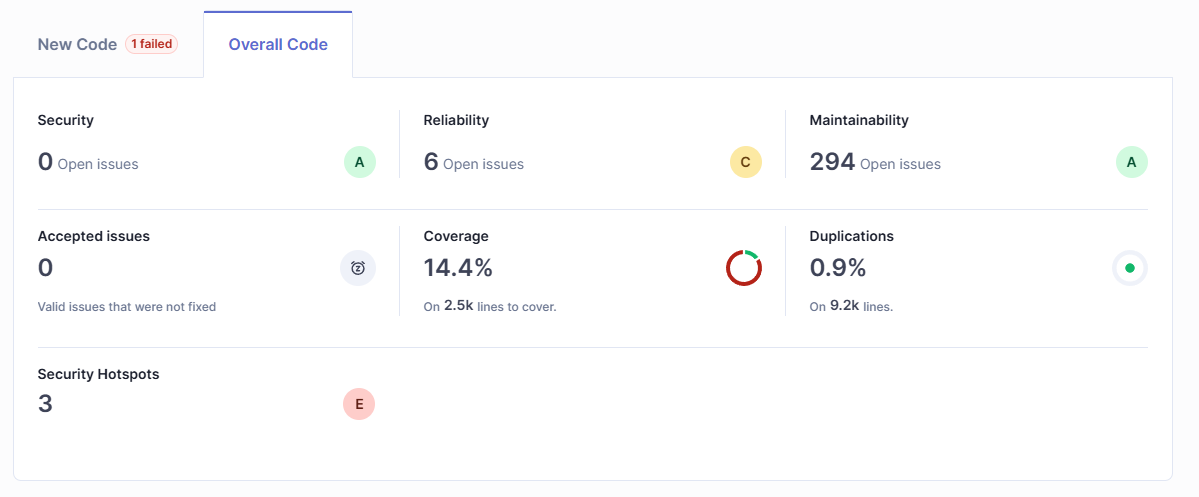 New Code 1 failed Overall Code
Security Reliability Maintainability
0 Open issues A 6 Open issues C 294 Open issues A
Accepted issues Coverage Duplications
0 14.4% 0.9%
Valid issues that were not fixed On 2.5k lines to cover. On 9.2k lines.
Security Hotspots
3 E